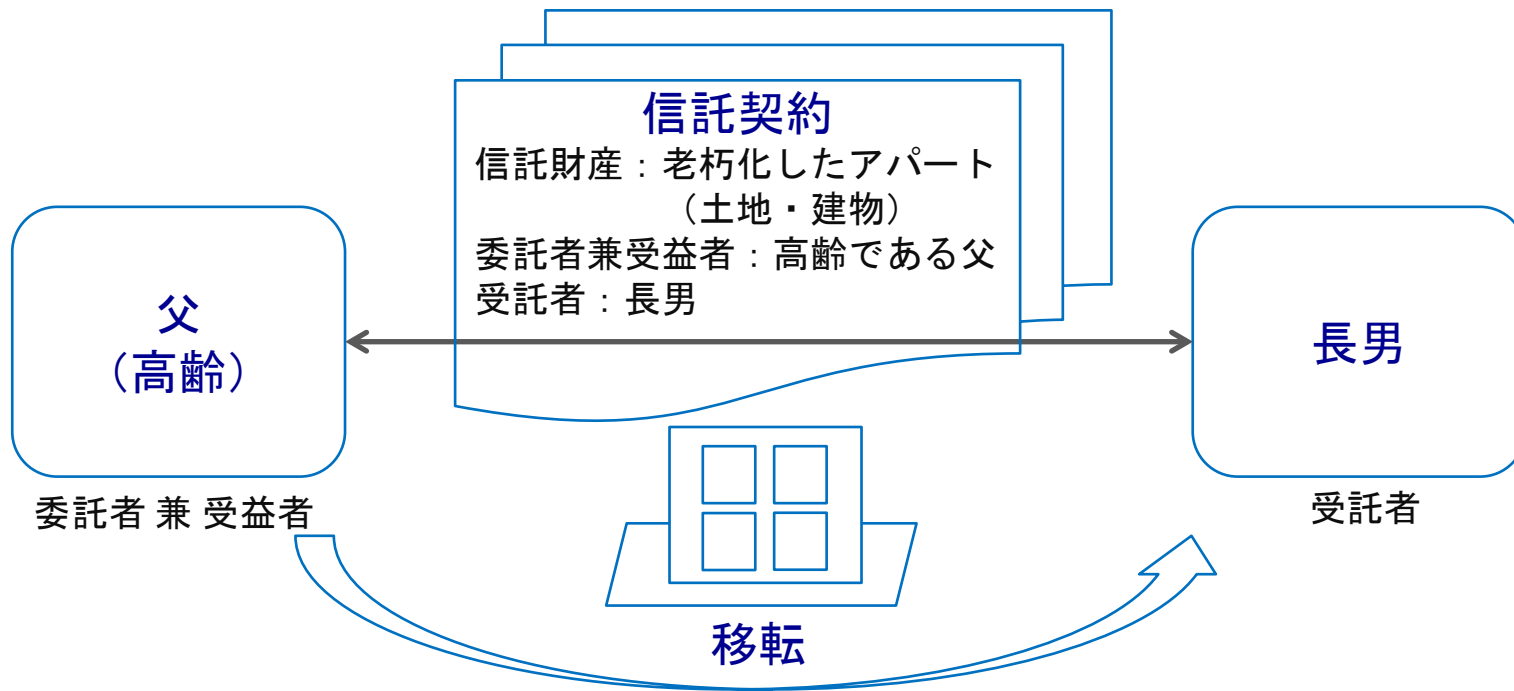 信託契約
信託財産：老朽化したアパート
（土地・建物）
委託者兼受益者：高齢である父
受託者：長男
父
（高齢）
長男
委託者 兼 受益者
受託者
移転